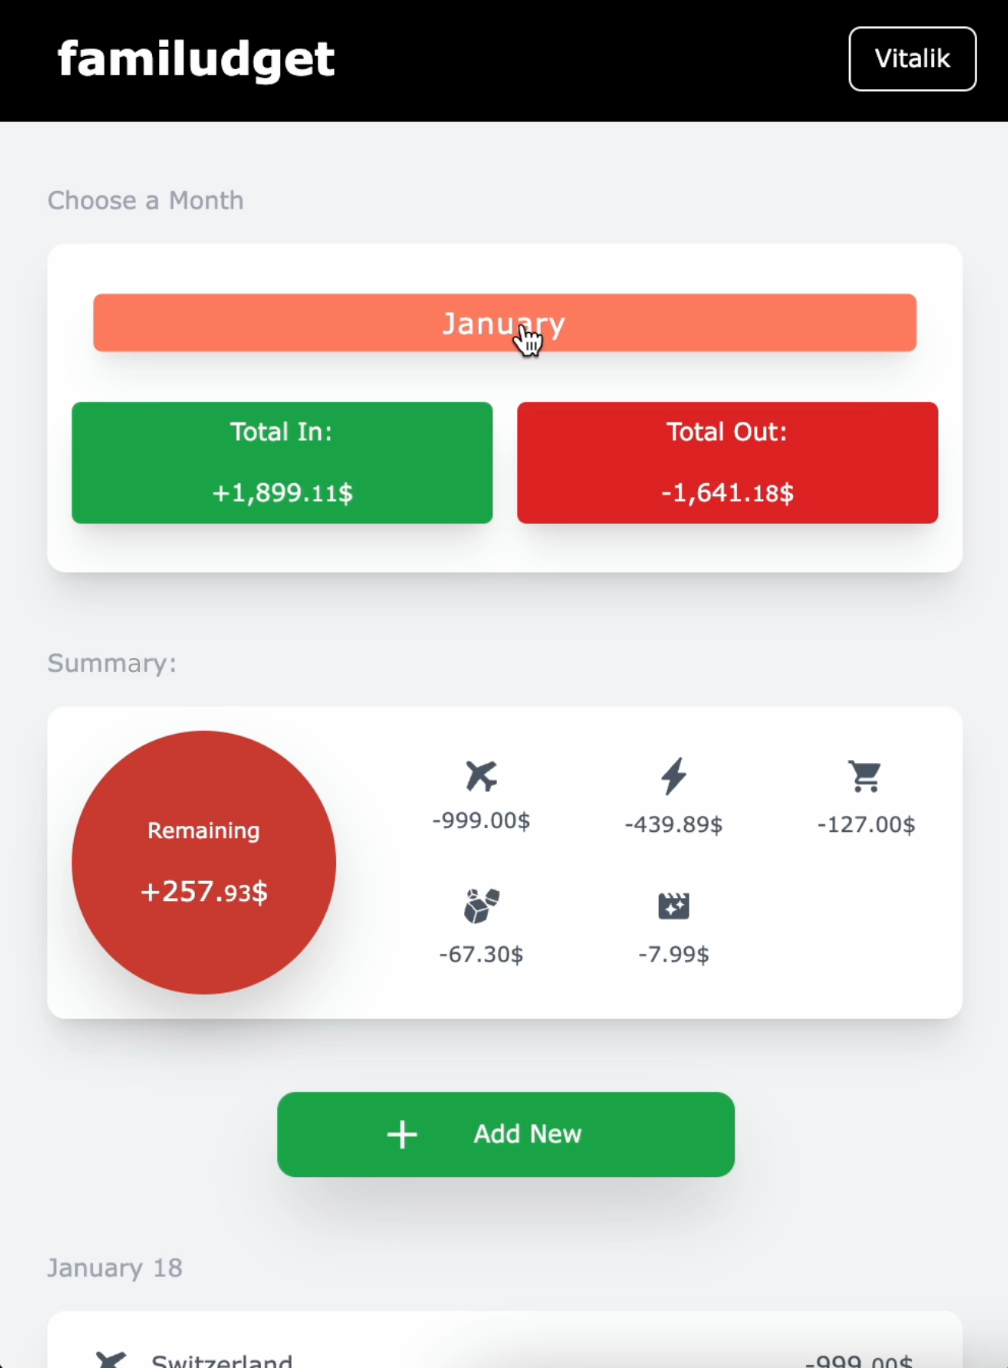 familudget
Vitalik
Choose a Month
January
Total In:
+1,899.11$
Total Out:
-1,641.18$
Summary:
Remaining
+257.93$
-999.00$
-439.89$
-127.00$
-67.30$
-7.99$
Add New
January 18
Switzerland
-999.00$